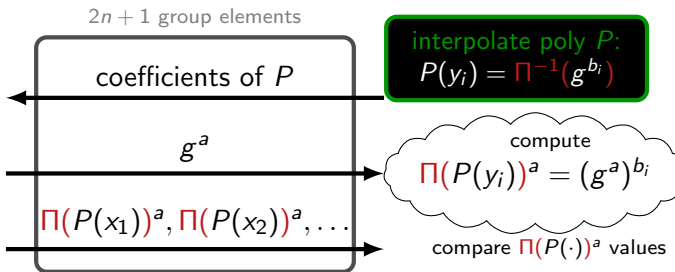 2n + 1 group elements
interpolate poly P:
P(y_i) = Π^{-1}(g^{b_i})
coefficients of P
g^a
compute
Π(P(y_i))^a = (g^a)^{b_i}
Π(P(x_1))^a, Π(P(x_2))^a, ...
compare Π(P(·))^a values